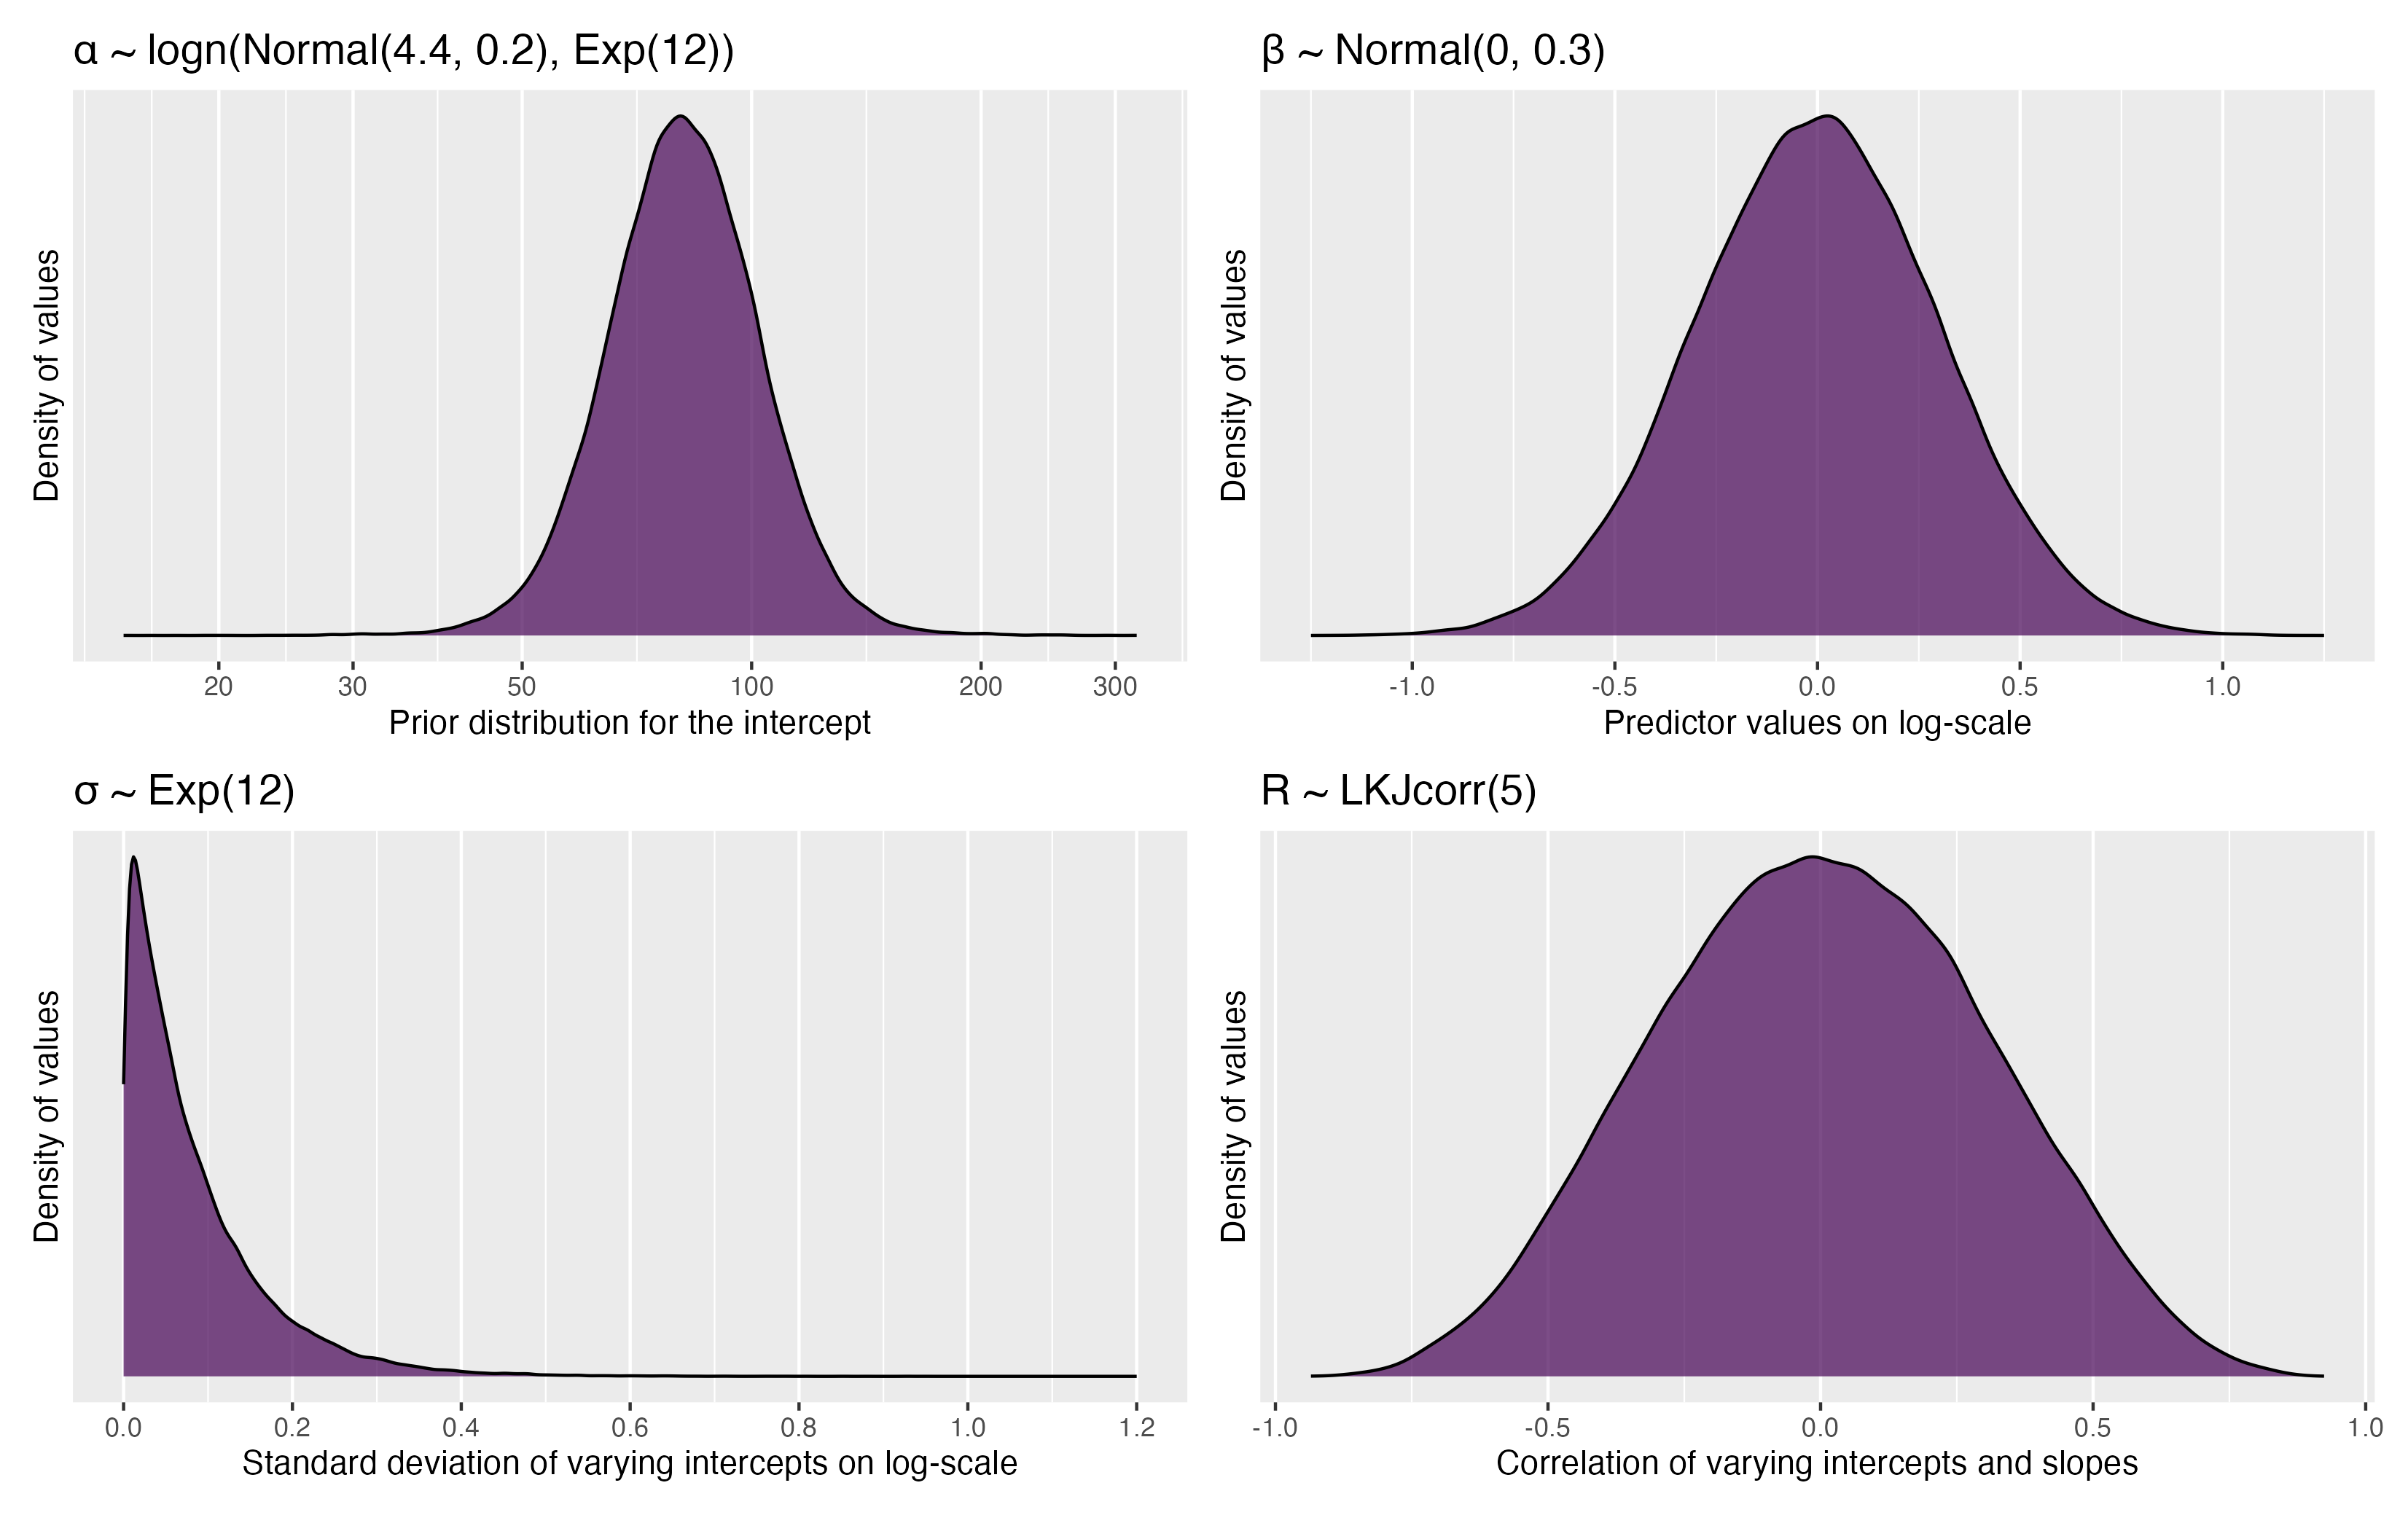 α ~ logn(Normal(4.4, 0.2), Exp(12))
Density of values
20 30 50 100 200 300
Prior distribution for the intercept
β ~ Normal(0, 0.3)
Density of values
-1.0 -0.5 0.0 0.5 1.0
Predictor values on log-scale
σ ~ Exp(12)
Density of values
0.0 0.2 0.4 0.6 0.8 1.0 1.2
Standard deviation of varying intercepts on log-scale
R ~ LKJcorr(5)
Density of values
-1.0 -0.5 0.0 0.5 1.0
Correlation of varying intercepts and slopes